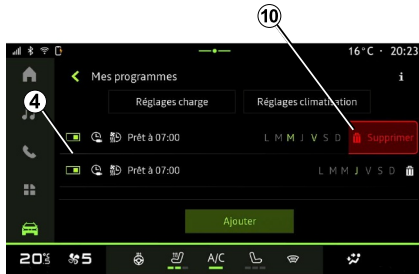 10
16°C · 20:23
Mes programmes i
4
Réglages charge Réglages climatisation
Prêt à 07:00 L M M J V S D Supprimer
Prêt à 07:00 L M M J V S D
Ajouter
20 5 A/C